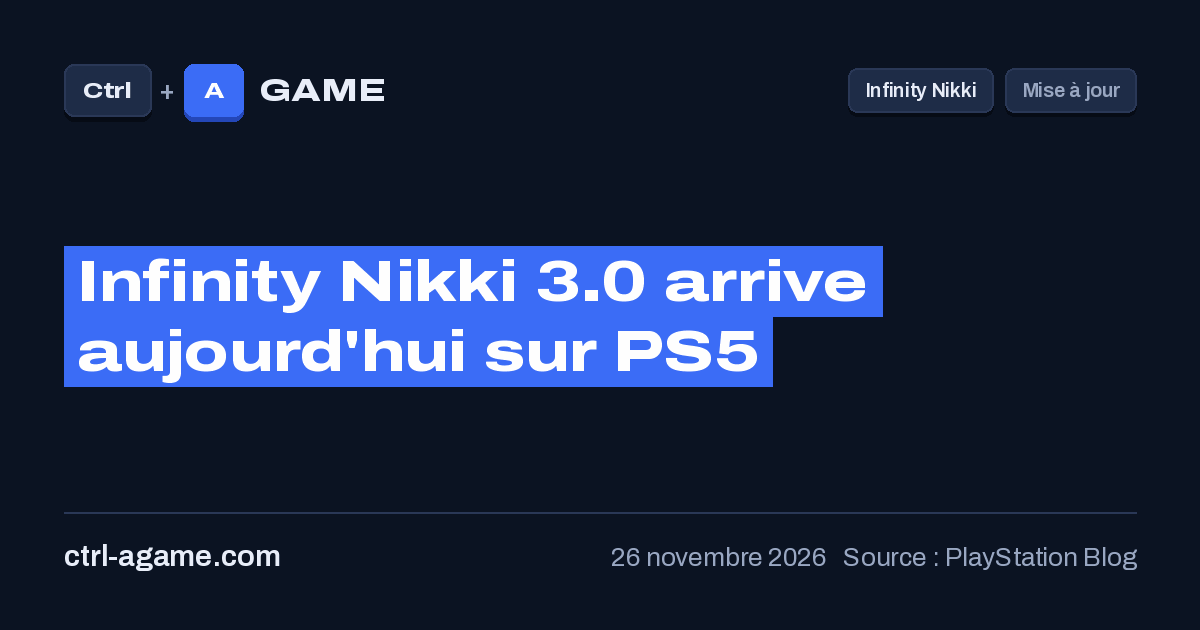 Ctrl + A GAME
Infinity Nikki
Mise à jour
Infinity Nikki 3.0 arrive
aujourd'hui sur PS5
ctrl-agame.com
26 novembre 2026 Source : PlayStation Blog